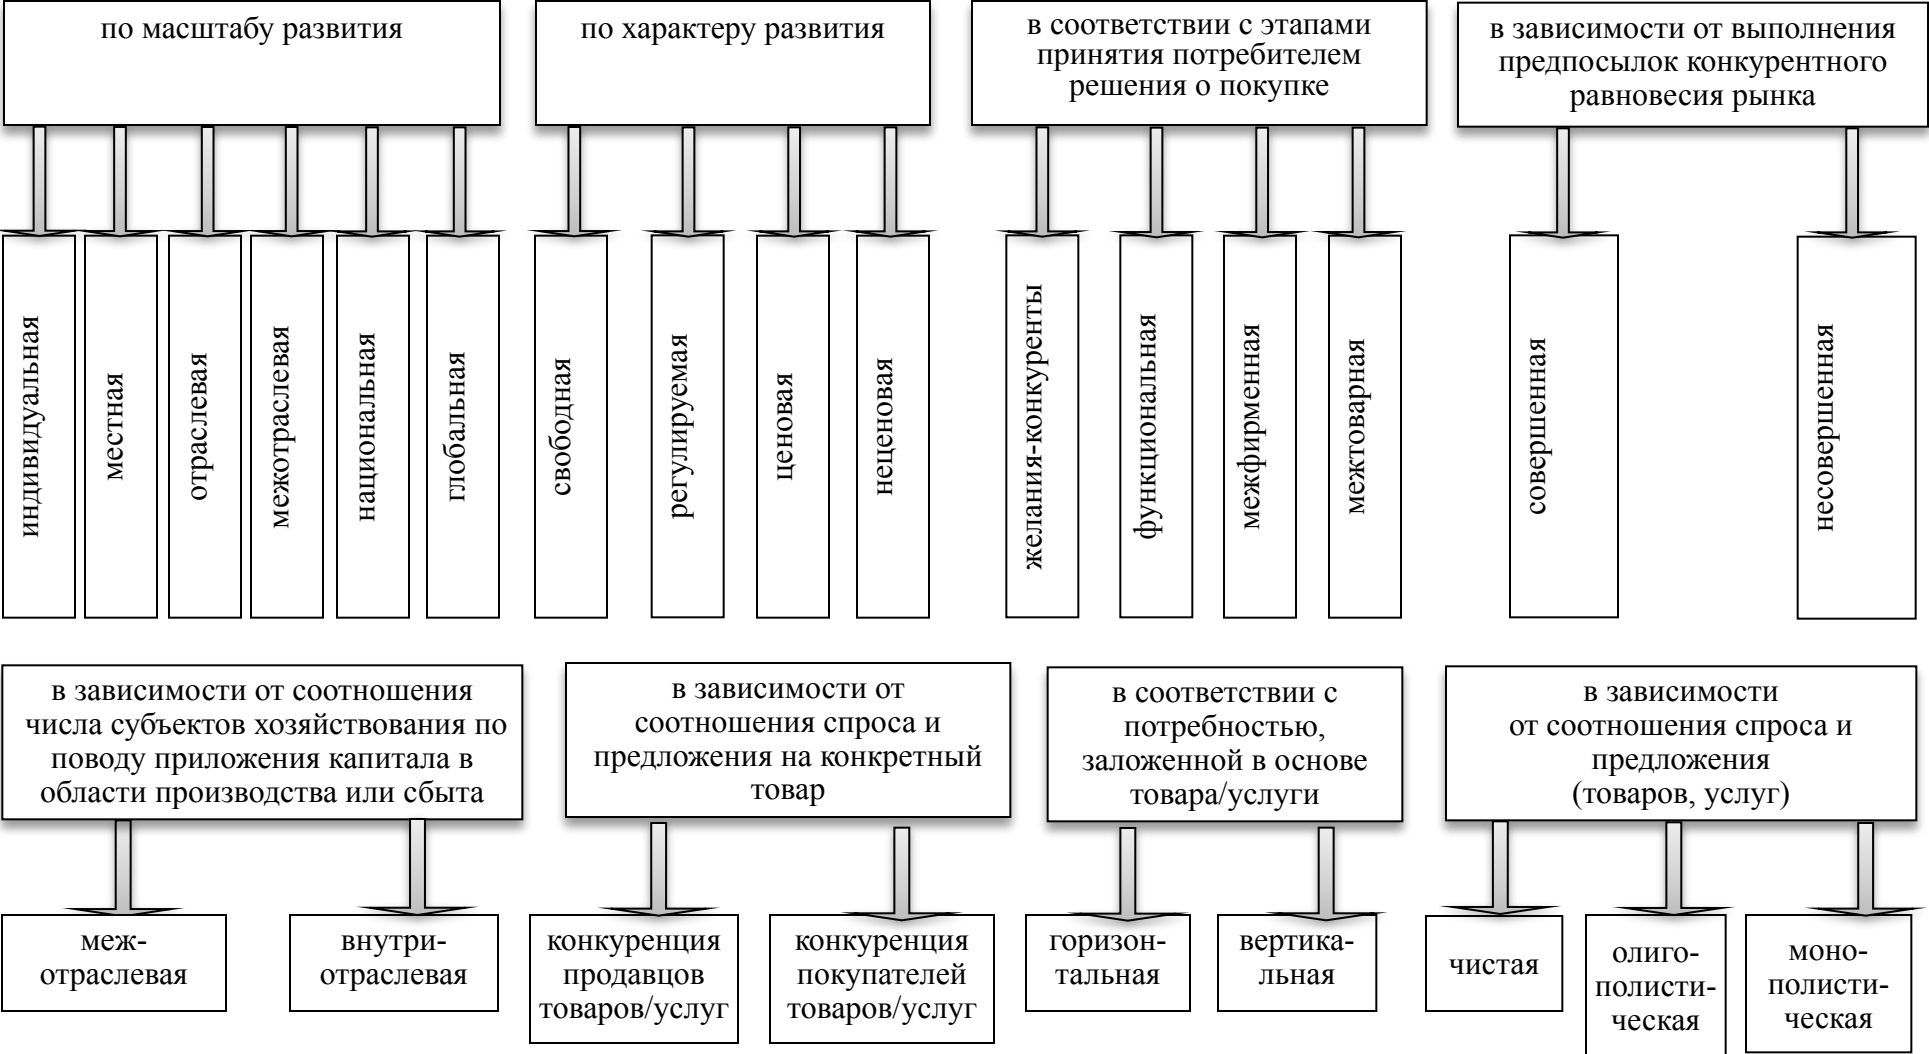 по масштабу развития
по характеру развития
в соответствии с этапами
принятия потребителем
решения о покупке
в зависимости от выполнения
предпосылок конкурентного
равновесия рынка
индивидуальная
местная
отраслевая
межотраслевая
национальная
глобальная
свободная
регулируемая
ценовая
неценовая
желания-конкуренты
функциональная
межфирменная
межтоварная
совершенная
несовершенная
в зависимости от соотношения
числа субъектов хозяйствования по
поводу приложения капитала в
области производства или сбыта
в зависимости от
соотношения спроса и
предложения на конкретный
товар
в соответствии с
потребностью,
заложенной в основе
товара/услуги
в зависимости
от соотношения спроса и
предложения
(товаров, услуг)
меж-
отраслевая
внутри-
отраслевая
конкуренция
продавцов
товаров/услуг
конкуренция
покупателей
товаров/услуг
горизон-
тальная
вертика-
льная
чистая
олиго-
полисти-
ческая
моно-
полисти-
ческая